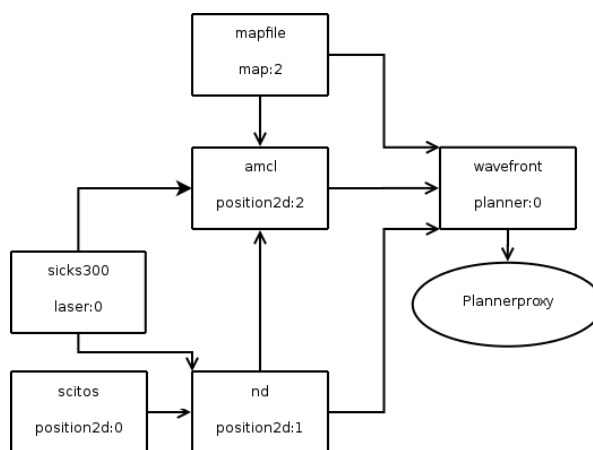 mapfile
map:2
amcl
position2d:2
wavefront
planner:0
sicks300
laser:0
Plannerproxy
scitos
position2d:0
nd
position2d:1